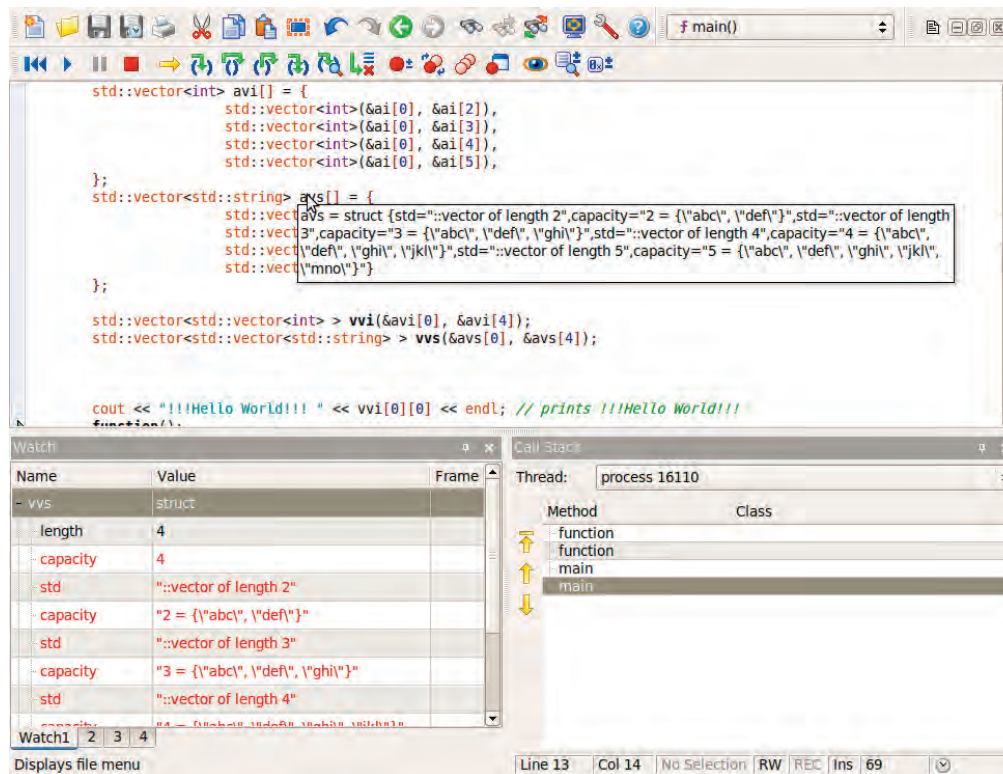 ƒ main()
std::vector<int> avi[] = {
std::vector<int>(&ai[0], &ai[2]),
std::vector<int>(&ai[0], &ai[3]),
std::vector<int>(&ai[0], &ai[4]),
std::vector<int>(&ai[0], &ai[5]),
};
std::vector<std::string> avs[] = {
std::vect
avs = struct {std="::vector of length 2",capacity="2 = {\"abc\", \"def\"}",std="::vector of length
std::vect
3",capacity="3 = {\"abc\", \"def\", \"ghi\"}",std="::vector of length 4",capacity="4 = {\"abc\",
std::vect
\"def\", \"ghi\", \"jkl\"}",std="::vector of length 5",capacity="5 = {\"abc\", \"def\", \"ghi\", \"jkl\",
std::vect
\"mno\"}"}
};
std::vector<std::vector<int> > vvi(&avi[0], &avi[4]);
std::vector<std::vector<std::string> > vvs(&avs[0], &avs[4]);
cout << "!!!Hello World!!! " << vvi[0][0] << endl; // prints !!!Hello World!!!
function();
Watch
Name Value Frame
vvs struct
length 4
capacity 4
std "::vector of length 2"
capacity "2 = {\"abc\", \"def\"}"
std "::vector of length 3"
capacity "3 = {\"abc\", \"def\", \"ghi\"}"
std "::vector of length 4"
capacity "4 = {\"abc\", \"def\", \"ghi\", \"jkl\"}"
Watch1 2 3 4
Call Stack
Thread: process 16110
Method Class
function
function
main
main
Displays file menu
Line 13 Col 14 No Selection RW REC Ins 69